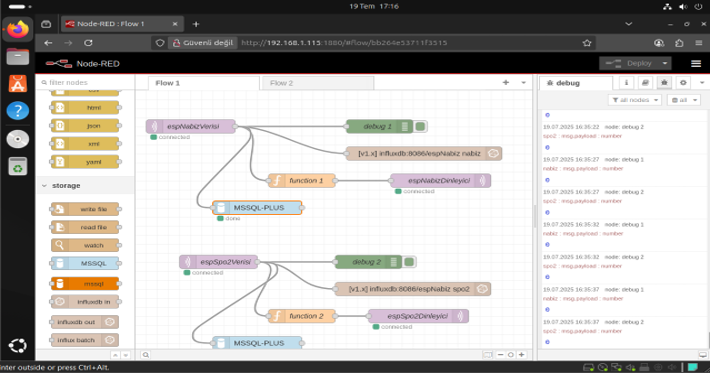 19 Tem 17:16
Node-RED : Flow 1
Güvenli değil
http://192.168.1.115:1880/#flow/bb264e53711f3515
Node-RED
Deploy
filter nodes
html
json
xml
yaml
storage
write file
read file
watch
MSSQL
mssql
influxdb in
influxdb out
influx batch
Flow 1
Flow 2
espNabizVerisi
connected
debug 1
[v1.x] influxdb:8086/espNabiz nabiz
function 1
espNabizDinleyici
connected
MSSQL-PLUS
done
espSpo2Verisi
connected
debug 2
[v1.x] influxdb:8086/espNabiz spo2
function 2
espSpo2Dinleyici
connected
MSSQL-PLUS
debug
all nodes
all
0
19.07.2025 16:35:22 node: debug 2
spo2 : msg.payload : number
0
19.07.2025 16:35:27 node: debug 1
nabiz : msg.payload : number
0
19.07.2025 16:35:27 node: debug 2
spo2 : msg.payload : number
0
19.07.2025 16:35:32 node: debug 1
nabiz : msg.payload : number
0
19.07.2025 16:35:32 node: debug 2
spo2 : msg.payload : number
0
19.07.2025 16:35:37 node: debug 1
nabiz : msg.payload : number
0
19.07.2025 16:35:37 node: debug 2
spo2 : msg.payload : number
0
nter outside or press Ctrl+Alt.